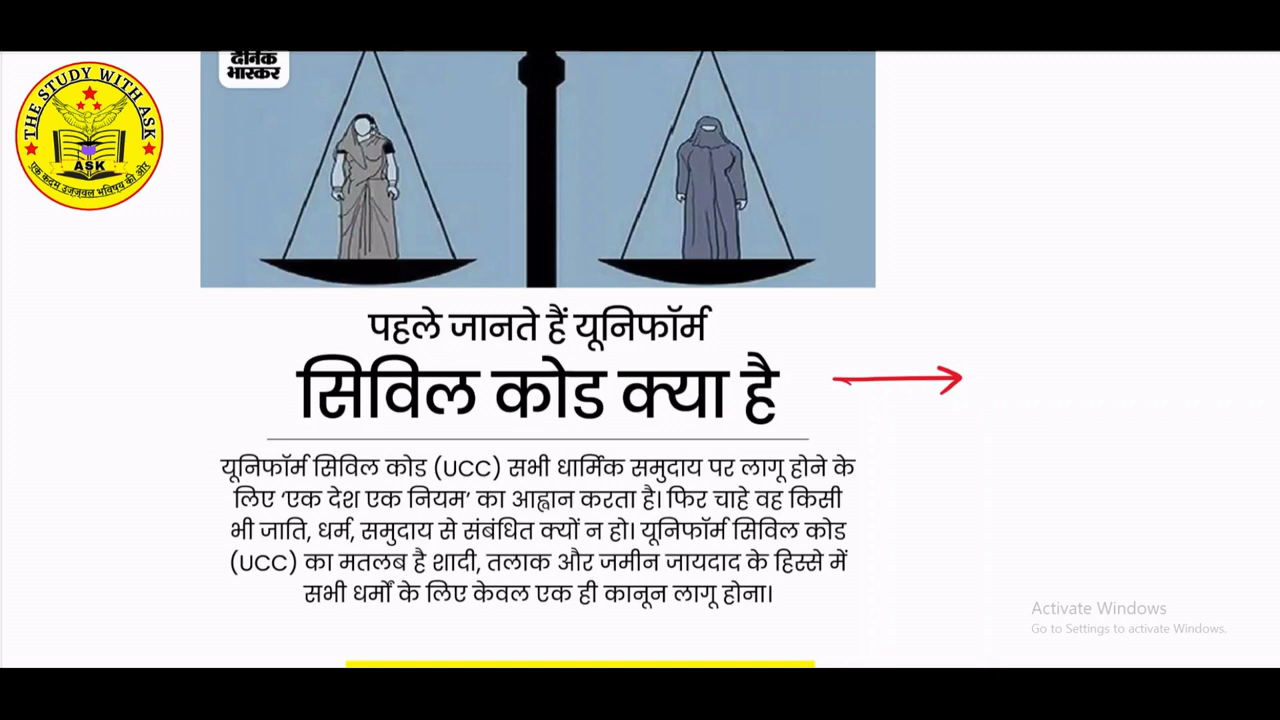 THE STUDY WITH ASK
ASK
एक कदम उज्जवल भविषय की ओर
दैनिक
भास्कर
पहले जानते हैं यूनिफॉर्म
सिविल कोड क्या है
यूनिफॉर्म सिविल कोड (UCC) सभी धार्मिक समुदाय पर लागू होने के
लिए ‘एक देश एक नियम’ का आह्वान करता है। फिर चाहे वह किसी
भी जाति, धर्म, समुदाय से संबंधित क्यों न हो। यूनिफॉर्म सिविल कोड
(UCC) का मतलब है शादी, तलाक और जमीन जायदाद के हिस्से में
सभी धर्मों के लिए केवल एक ही कानून लागू होना।
Activate Windows
Go to Settings to activate Windows.